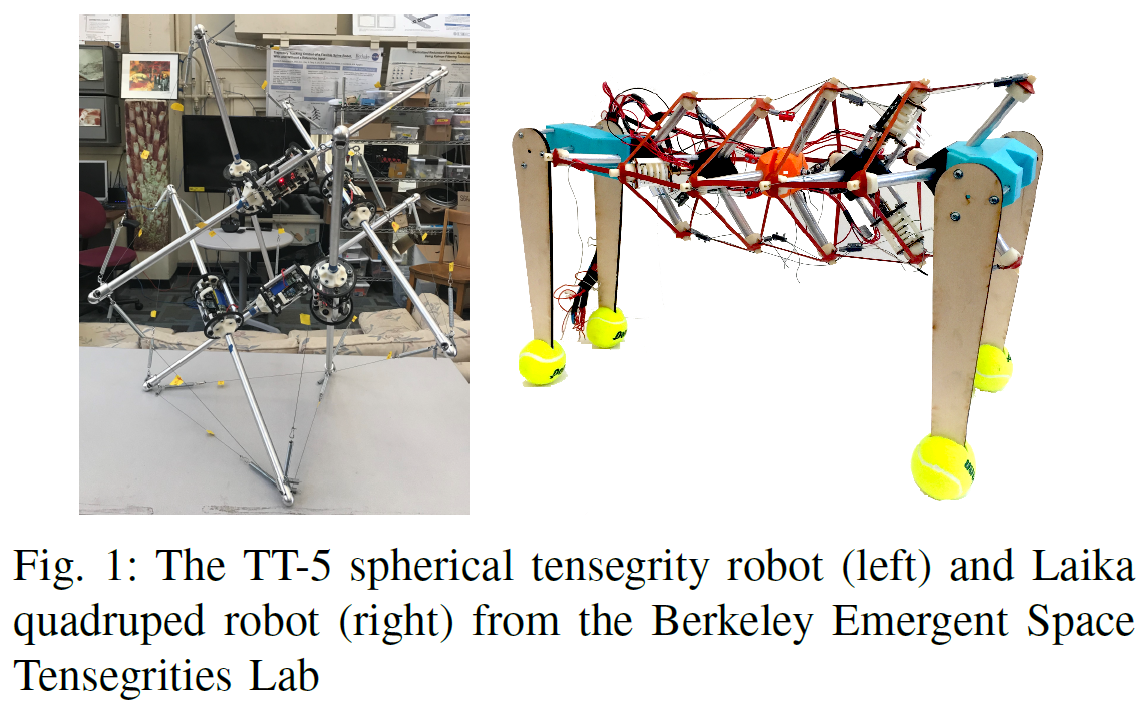 Fig. 1: The TT-5 spherical tensegrity robot (left) and Laika
quadruped robot (right) from the Berkeley Emergent Space
Tensegrities Lab